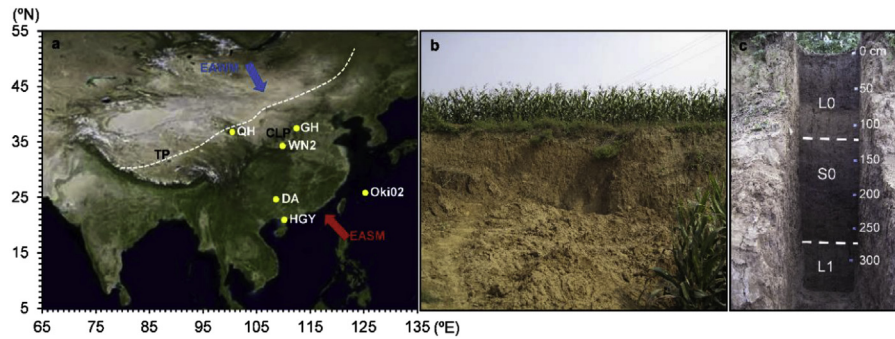 (ºN)
55
45
35
25
15
5
65
75
85
95
105
115
125
135
(ºE)
a
EAWM
TP
QH
CLP
GH
WN2
DA
HGY
Oki02
EASM
b
c
0 cm
50
L0
100
150
S0
200
250
L1
300